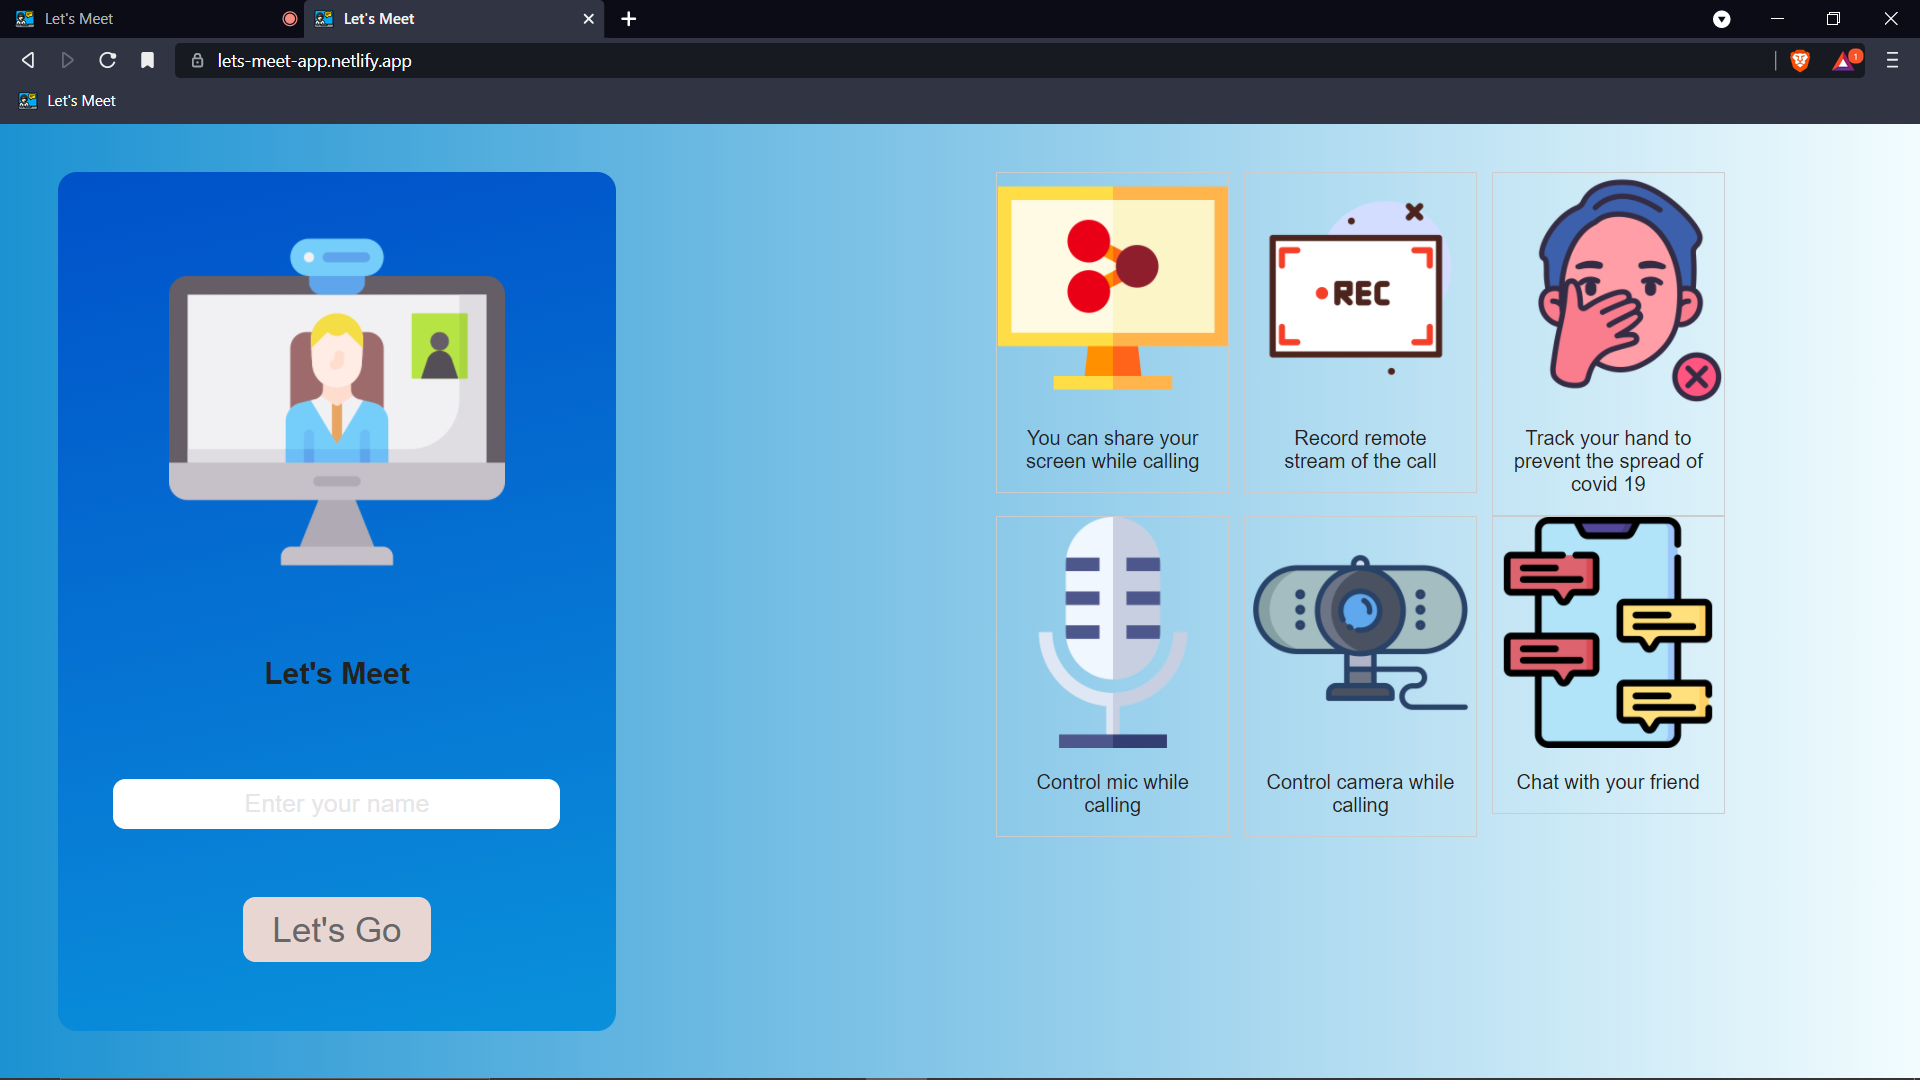 Let's Meet
Let's Meet
lets-meet-app.netlify.app
1
Let's Meet
Let's Meet
Enter your name
Let's Go
REC
You can share your
screen while calling
Record remote
stream of the call
Track your hand to
prevent the spread of
covid 19
Control mic while
calling
Control camera while
calling
Chat with your friend